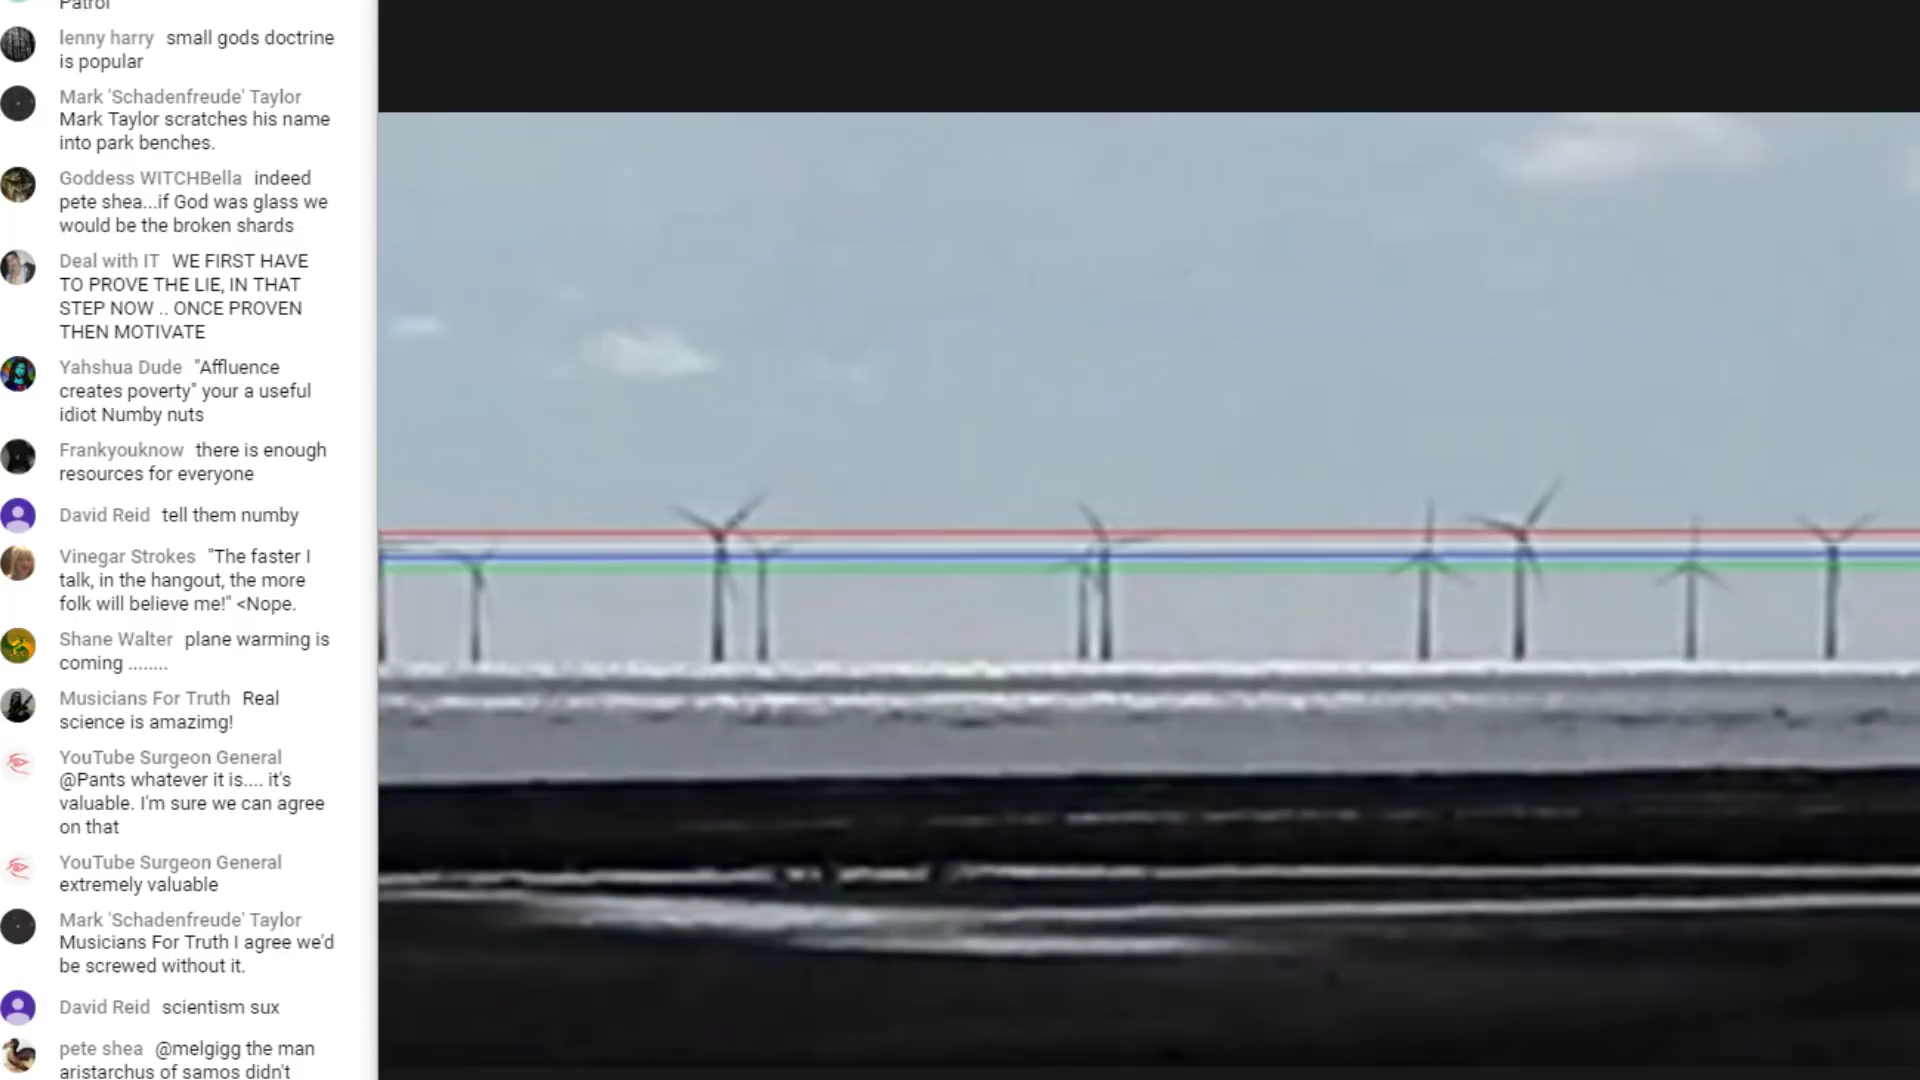 Patrol
lenny harry small gods doctrine
is popular
Mark 'Schadenfreude' Taylor
Mark Taylor scratches his name
into park benches.
Goddess WITCHBella indeed
pete shea...if God was glass we
would be the broken shards
Deal with IT WE FIRST HAVE
TO PROVE THE LIE, IN THAT
STEP NOW .. ONCE PROVEN
THEN MOTIVATE
Yahshua Dude "Affluence
creates poverty" your a useful
idiot Numby nuts
Frankyouknow there is enough
resources for everyone
David Reid tell them numby
Vinegar Strokes "The faster I
talk, in the hangout, the more
folk will believe me!" <Nope.
Shane Walter plane warming is
coming ........
Musicians For Truth Real
science is amazimg!
YouTube Surgeon General
@Pants whatever it is.... it's
valuable. I'm sure we can agree
on that
YouTube Surgeon General
extremely valuable
Mark 'Schadenfreude' Taylor
Musicians For Truth I agree we'd
be screwed without it.
David Reid scientism sux
pete shea @melgigg the man
aristarchus of samos didn't